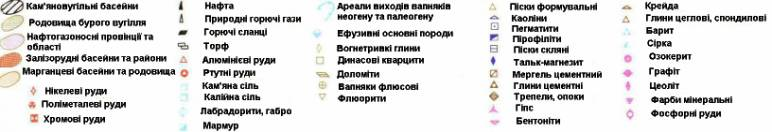 Кам'яновугільні басейни
Родовища бурого вугілля
Нафтогазоносні провінції та
області
Залізорудні басейни та райони
Марганцеві басейни та родовища
Нікелеві руди
Поліметалеві руди
Хромові руди
Нафта
Природні горючі гази
Горючі сланці
Торф
Алюмінієві руди
Ртутні руди
Кам'яна сіль
Калійна сіль
Лабрадорити, габро
Мармур
Ареали виходів вапняків
неогену та палеогену
Ефузивні основні породи
Вогнетривкі глини
Динасові кварцити
Доломіти
Вапняки флюсові
Флюорити
Піски формувальні
Каоліни
Пегматити
Пірофіліти
Піски скляні
Тальк-магнезит
Мергель цементний
Глини цементні
Трепели, опоки
Гіпс
Бентоніти
Крейда
Глини цеглові, спондилові
Барит
Сірка
Озокерит
Графіт
Цеоліт
Фарби мінеральні
Фосфорні руди